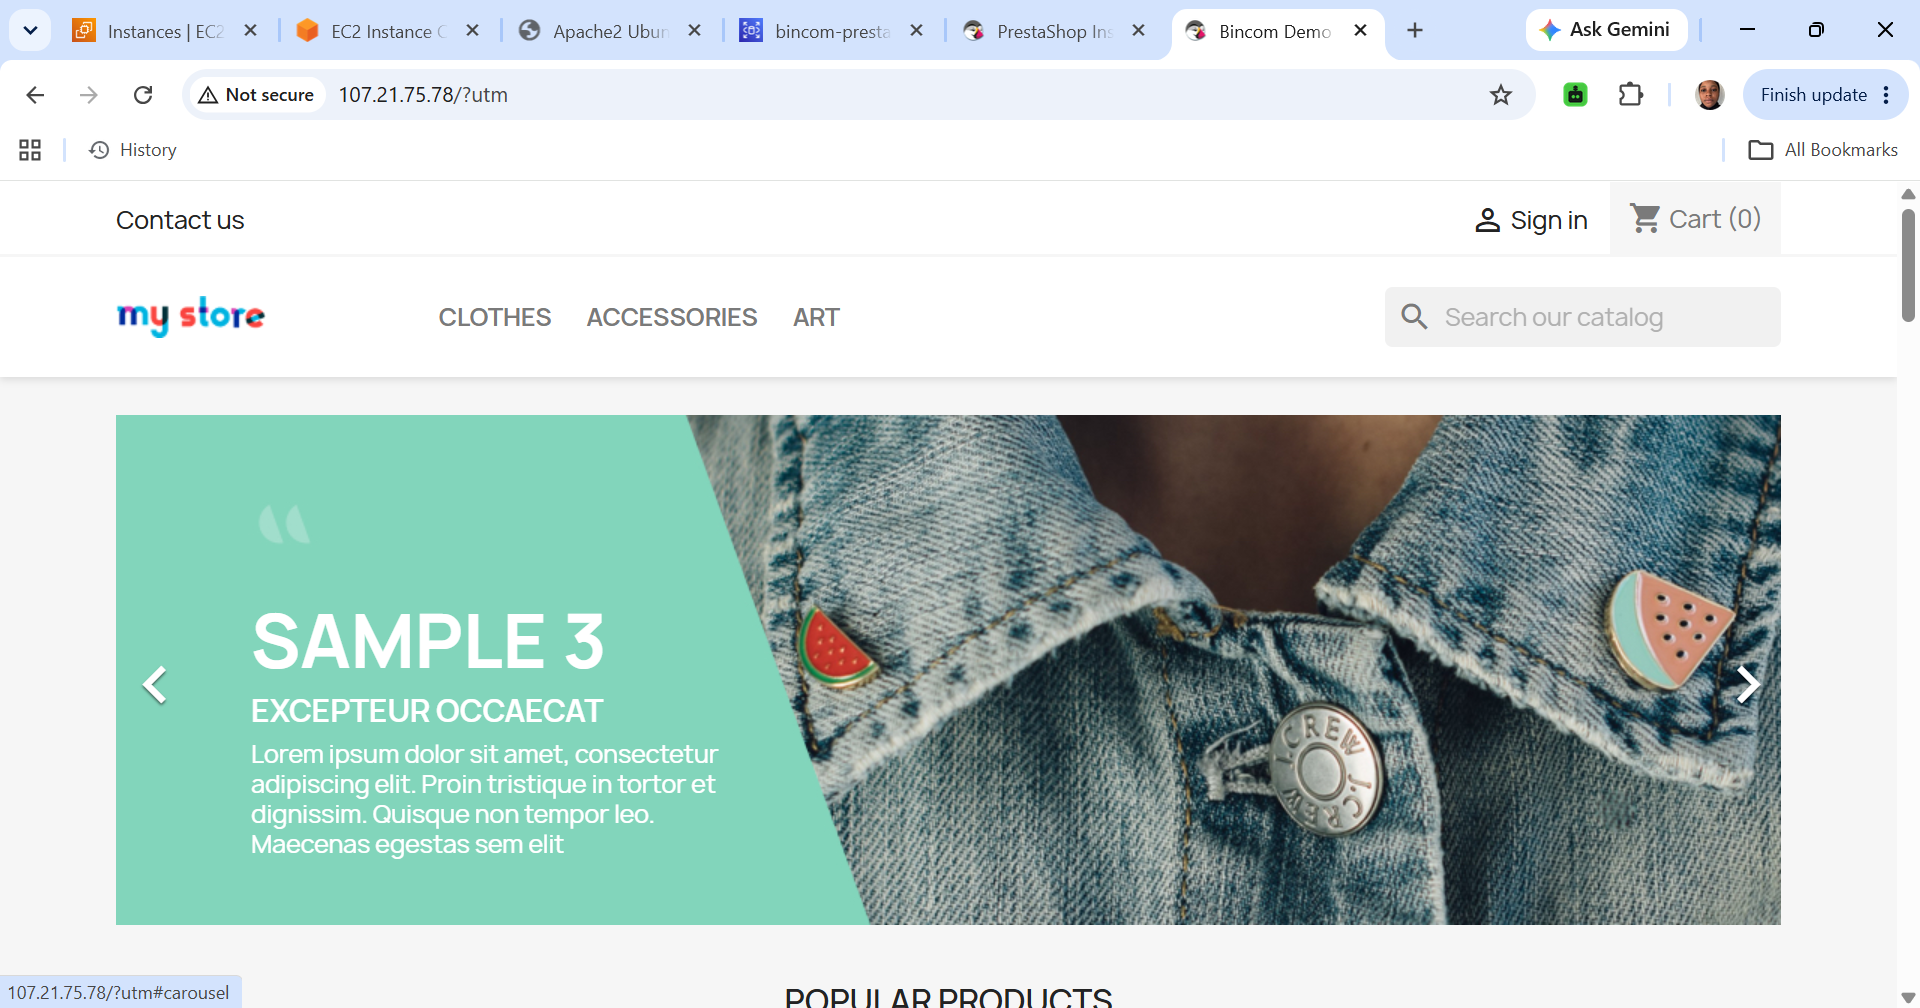 Instances | EC2
EC2 Instance C
Apache2 Ubun
bincom-presta
PrestaShop Ins
Bincom Demo
Ask Gemini
Not secure
107.21.75.78/?utm
Finish update
History
All Bookmarks
Contact us
Sign in
Cart (0)
my store
CLOTHES
ACCESSORIES
ART
Search our catalog
SAMPLE 3
EXCEPTEUR OCCAECAT
Lorem ipsum dolor sit amet, consectetur
adipiscing elit. Proin tristique in tortor et
dignissim. Quisque non tempor leo.
Maecenas egestas sem elit
J.CREW J.CREW
107.21.75.78/?utm#carousel
POPULAR PRODUCTS